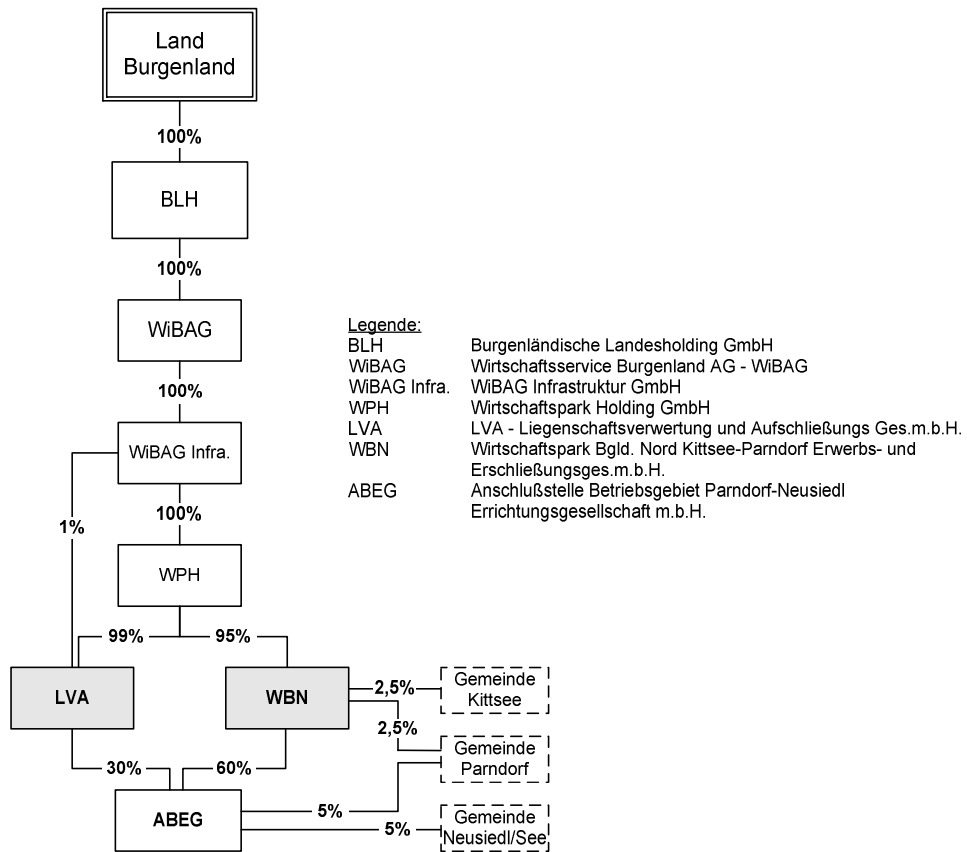 Land
Burgenland
100%
BLH
100%
WiBAG
100%
WiBAG Infra.
1%
100%
WPH
99%
95%
LVA
WBN
2,5%
2,5%
Gemeinde
Kittsee
Gemeinde
Parndorf
30%
60%
ABEG
5%
5%
Gemeinde
Neusiedl/See
Legende:
BLH Burgenländische Landesholding GmbH
WiBAG Wirtschaftsservice Burgenland AG - WiBAG
WiBAG Infra. WiBAG Infrastruktur GmbH
WPH Wirtschaftspark Holding GmbH
LVA LVA - Liegenschaftsverwertung und Aufschließungs Ges.m.b.H.
WBN Wirtschaftspark Bgld. Nord Kittsee-Parndorf Erwerbs- und
Erschließungsges.m.b.H.
ABEG Anschlußstelle Betriebsgebiet Parndorf-Neusiedl
Errichtungsgesellschaft m.b.H.